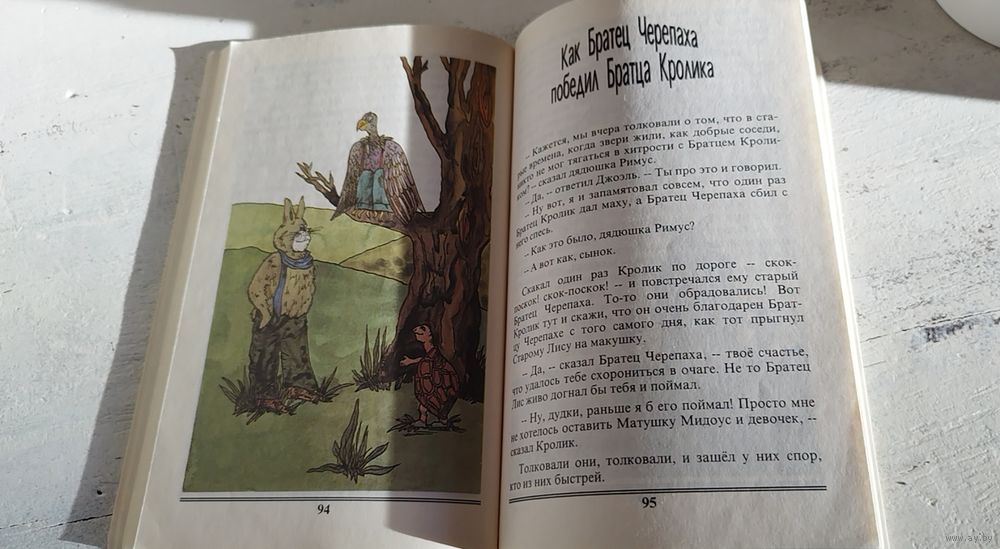 94
Как Братец Черепаха
победил Братца Кролика
-- Кажется, мы вчера толковали о том, что в ста-
рые времена, когда звери жили, как добрые соседи,
никто не мог тягаться в хитрости с Братцем Кроли-
ком? -- сказал дядюшка Римус.
-- Да, -- ответил Джоэль. -- Ты про это и говорил.
-- Ну вот, я и запамятовал совсем, что один раз
Братец Кролик дал маху, а Братец Черепаха сбил с
него спесь.
-- Как это было, дядюшка Римус?
-- А вот как, сынок.
Скакал один раз Кролик по дороге -- скок-
поскок! скок-поскок! -- и повстречался ему старый
Братец Черепаха. То-то они обрадовались! Вот
Братец Кролик тут и скажи, что он очень благодарен Брат-
цу Черепахе с того самого дня, как тот прыгнул
Старому Лису на макушку.
-- Да, -- сказал Братец Черепаха, -- твоё счастье,
что удалось тебе схорониться в очаге. Не то Братец
Лис живо догнал бы тебя и поймал.
-- Ну, дудки, раньше я б его поймал! Просто мне
не хотелось оставить Матушку Мидоус и девочек, --
сказал Кролик.
Толковали они, толковали, и зашёл у них спор,
кто из них быстрей.
95
www.ay.by